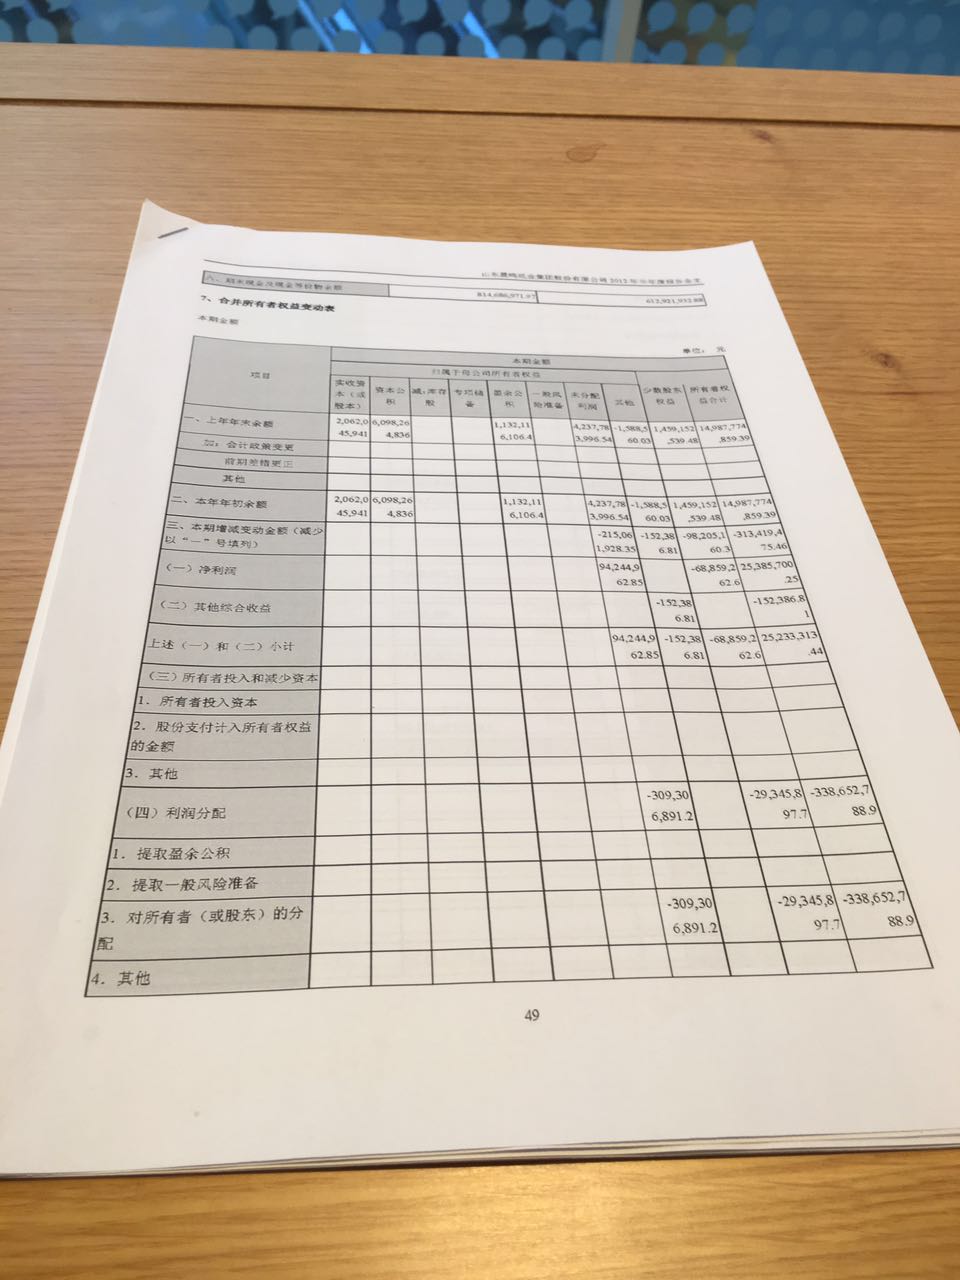 山东晨鸣纸业集团股份有限公司 2012 年半年度报告全文
六、期末现金及现金等价物余额 814,686,971.97 612,921,932.88
7、合并所有者权益变动表
本期金额
单位： 元
项目 本期金额
归属于母公司所有者权益 少数股东权益 所有者权益合计
实收资本（或股本） 资本公积 减：库存股 专项储备 盈余公积 一般风险准备 未分配利润 其他
一、上年年末余额 2,062,045,941 6,098,264,836 1,132,116,106.4 4,237,783,996.54 -1,588,560.03 1,459,152,539.48 14,987,774,859.39
加：会计政策变更
前期差错更正
其他
二、本年年初余额 2,062,045,941 6,098,264,836 1,132,116,106.4 4,237,783,996.54 -1,588,560.03 1,459,152,539.48 14,987,774,859.39
三、本期增减变动金额（减少以“－”号填列） -215,061,928.35 -152,386.81 -98,205,160.3 -313,419,475.46
（一）净利润 94,244,962.85 -68,859,262.6 25,385,700.25
（二）其他综合收益 -152,386.81 -152,386.81
上述（一）和（二）小计 94,244,962.85 -152,386.81 -68,859,262.6 25,233,313.44
（三）所有者投入和减少资本
1．所有者投入资本
2．股份支付计入所有者权益的金额
3．其他
（四）利润分配 -309,306,891.2 -29,345,897.7 -338,652,788.9
1．提取盈余公积
2．提取一般风险准备
3．对所有者（或股东）的分配 -309,306,891.2 -29,345,897.7 -338,652,788.9
4．其他
49